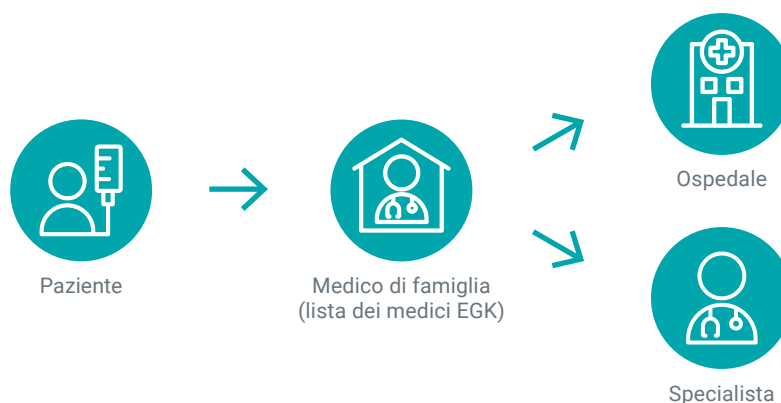 Paziente
Medico di famiglia
(lista dei medici EGK)
Ospedale
Specialista